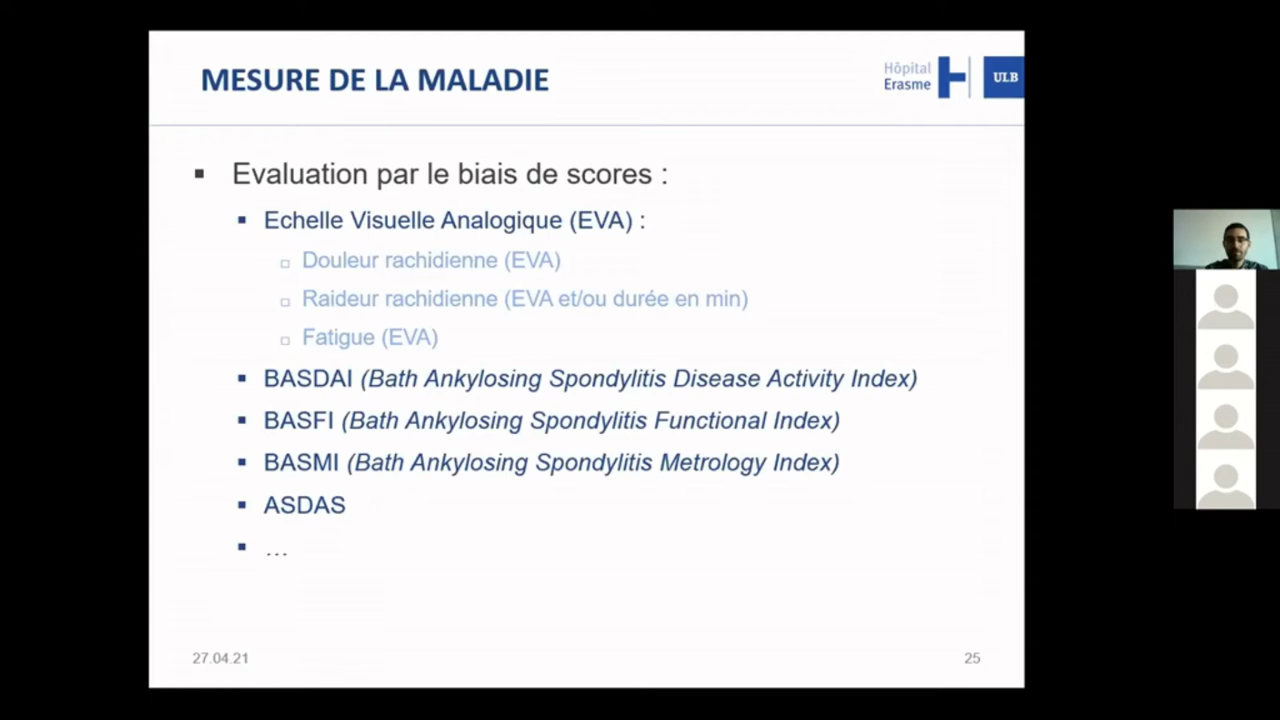 MESURE DE LA MALADIE
Hôpital
Erasme
ULB
Evaluation par le biais de scores :
Echelle Visuelle Analogique (EVA) :
Douleur rachidienne (EVA)
Raideur rachidienne (EVA et/ou durée en min)
Fatigue (EVA)
BASDAI (Bath Ankylosing Spondylitis Disease Activity Index)
BASFI (Bath Ankylosing Spondylitis Functional Index)
BASMI (Bath Ankylosing Spondylitis Metrology Index)
ASDAS
…
27.04.21
25